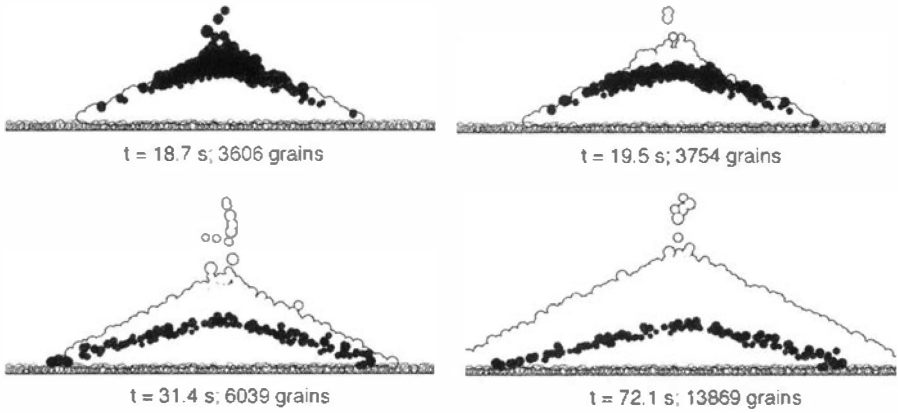 t = 18.7 s; 3606 grains
t = 19.5 s; 3754 grains
t = 31.4 s; 6039 grains
t = 72.1 s; 13869 grains